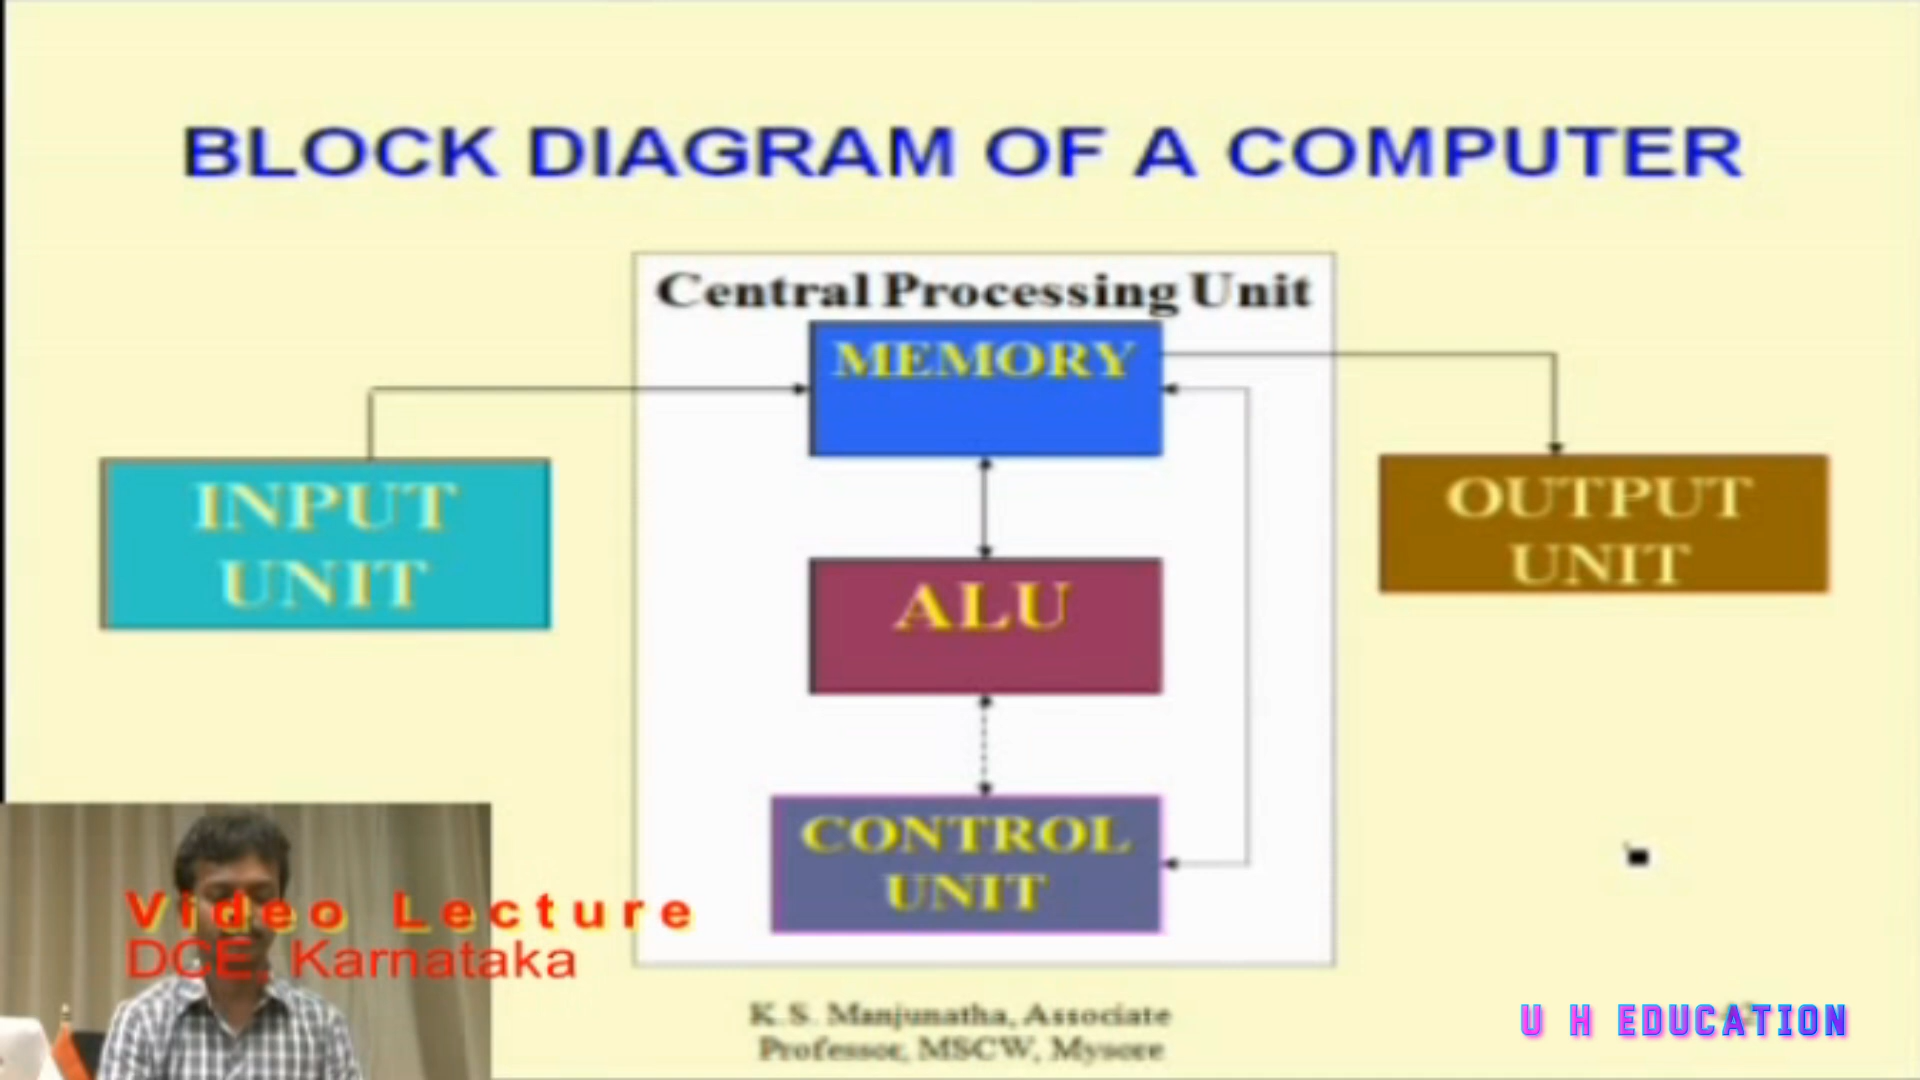 BLOCK DIAGRAM OF A COMPUTER
Central Processing Unit
MEMORY
INPUT
UNIT
OUTPUT
UNIT
ALU
CONTROL
UNIT
Video Lecture
DCE, Karnataka
K.S. Manjunatha, Associate
Professor, MSCW, Mysore
U H EDUCATION